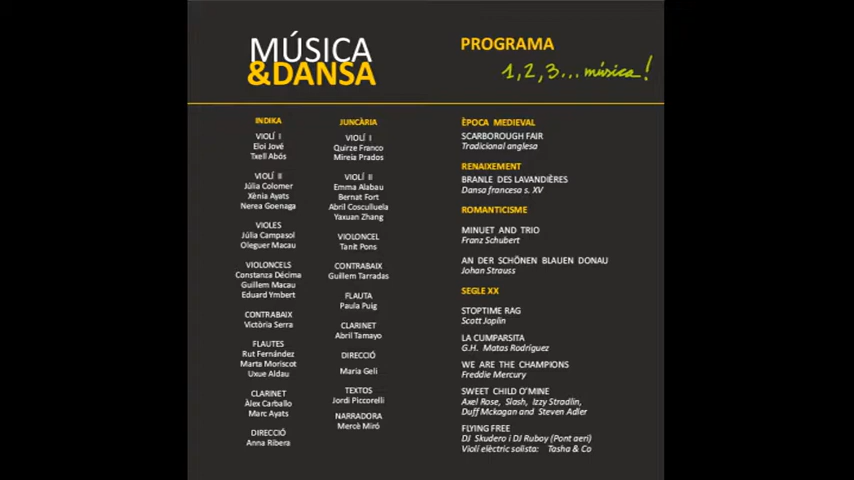 MÚSICA
&DANSA
INDIKA
VIOLÍ I
Eloi Jové
Txell Abós
VIOLÍ II
Júlia Colomer
Xènia Ayats
Nerea Goenaga
VIOLES
Júlia Campasol
Oleguer Macau
VIOLONCELS
Constanza Décima
Guillem Macau
Eduard Ymbert
CONTRABAIX
Victòria Serra
FLAUTES
Rut Fernández
Marta Moriscot
Uxue Aldau
CLARINET
Àlex Carballo
Marc Ayats
DIRECCIÓ
Anna Ribera
JUNCÀRIA
VIOLÍ I
Quirze Franco
Mireia Prados
VIOLÍ II
Emma Alabau
Bernat Fort
Abril Cosculluela
Yaxuan Zhang
VIOLONCEL
Tanit Pons
CONTRABAIX
Guillem Tarradas
FLAUTA
Paula Puig
CLARINET
Abril Tamayo
DIRECCIÓ
Maria Geli
TEXTOS
Jordi Piccorelli
NARRADORA
Mercè Miró
PROGRAMA
1, 2, 3... música!
ÈPOCA MEDIEVAL
SCARBOROUGH FAIR
Tradicional anglesa
RENAIXEMENT
BRANLE DES LAVANDIÈRES
Dansa francesa s. XV
ROMANTICISME
MINUET AND TRIO
Franz Schubert
AN DER SCHÖNEN BLAUEN DONAU
Johan Strauss
SEGLE XX
STOPTIME RAG
Scott Joplin
LA CUMPARSITA
G.H. Matas Rodríguez
WE ARE THE CHAMPIONS
Freddie Mercury
SWEET CHILD O'MINE
Axel Rose, Slash, Izzy Stradlin,
Duff Mckagan and Steven Adler
FLYING FREE
DJ Skudero i DJ Ruboy (Pont aeri)
Violí elèctric solista: Tasha & Co